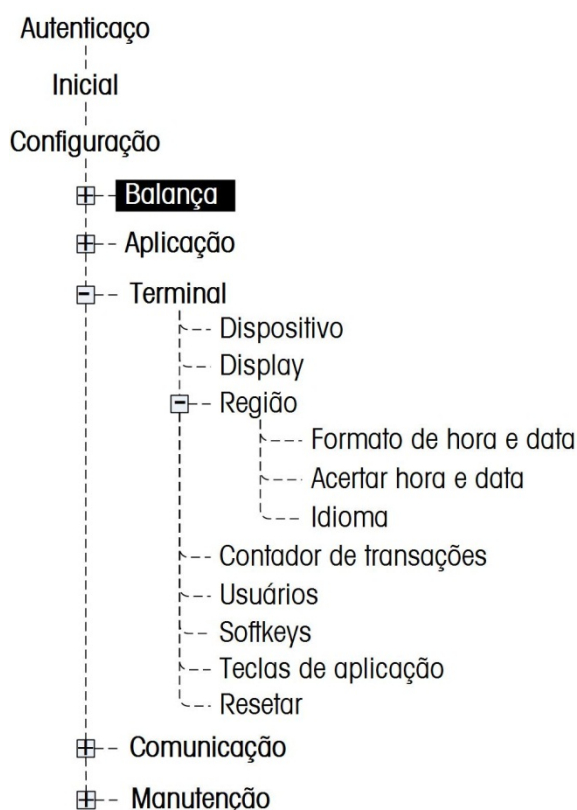 Autenticaço
Inicial
Configuração
Balança
Aplicação
Terminal
Dispositivo
Display
Região
Formato de hora e data
Acertar hora e data
Idioma
Contador de transações
Usuários
Softkeys
Teclas de aplicação
Resetar
Comunicação
Manutenção